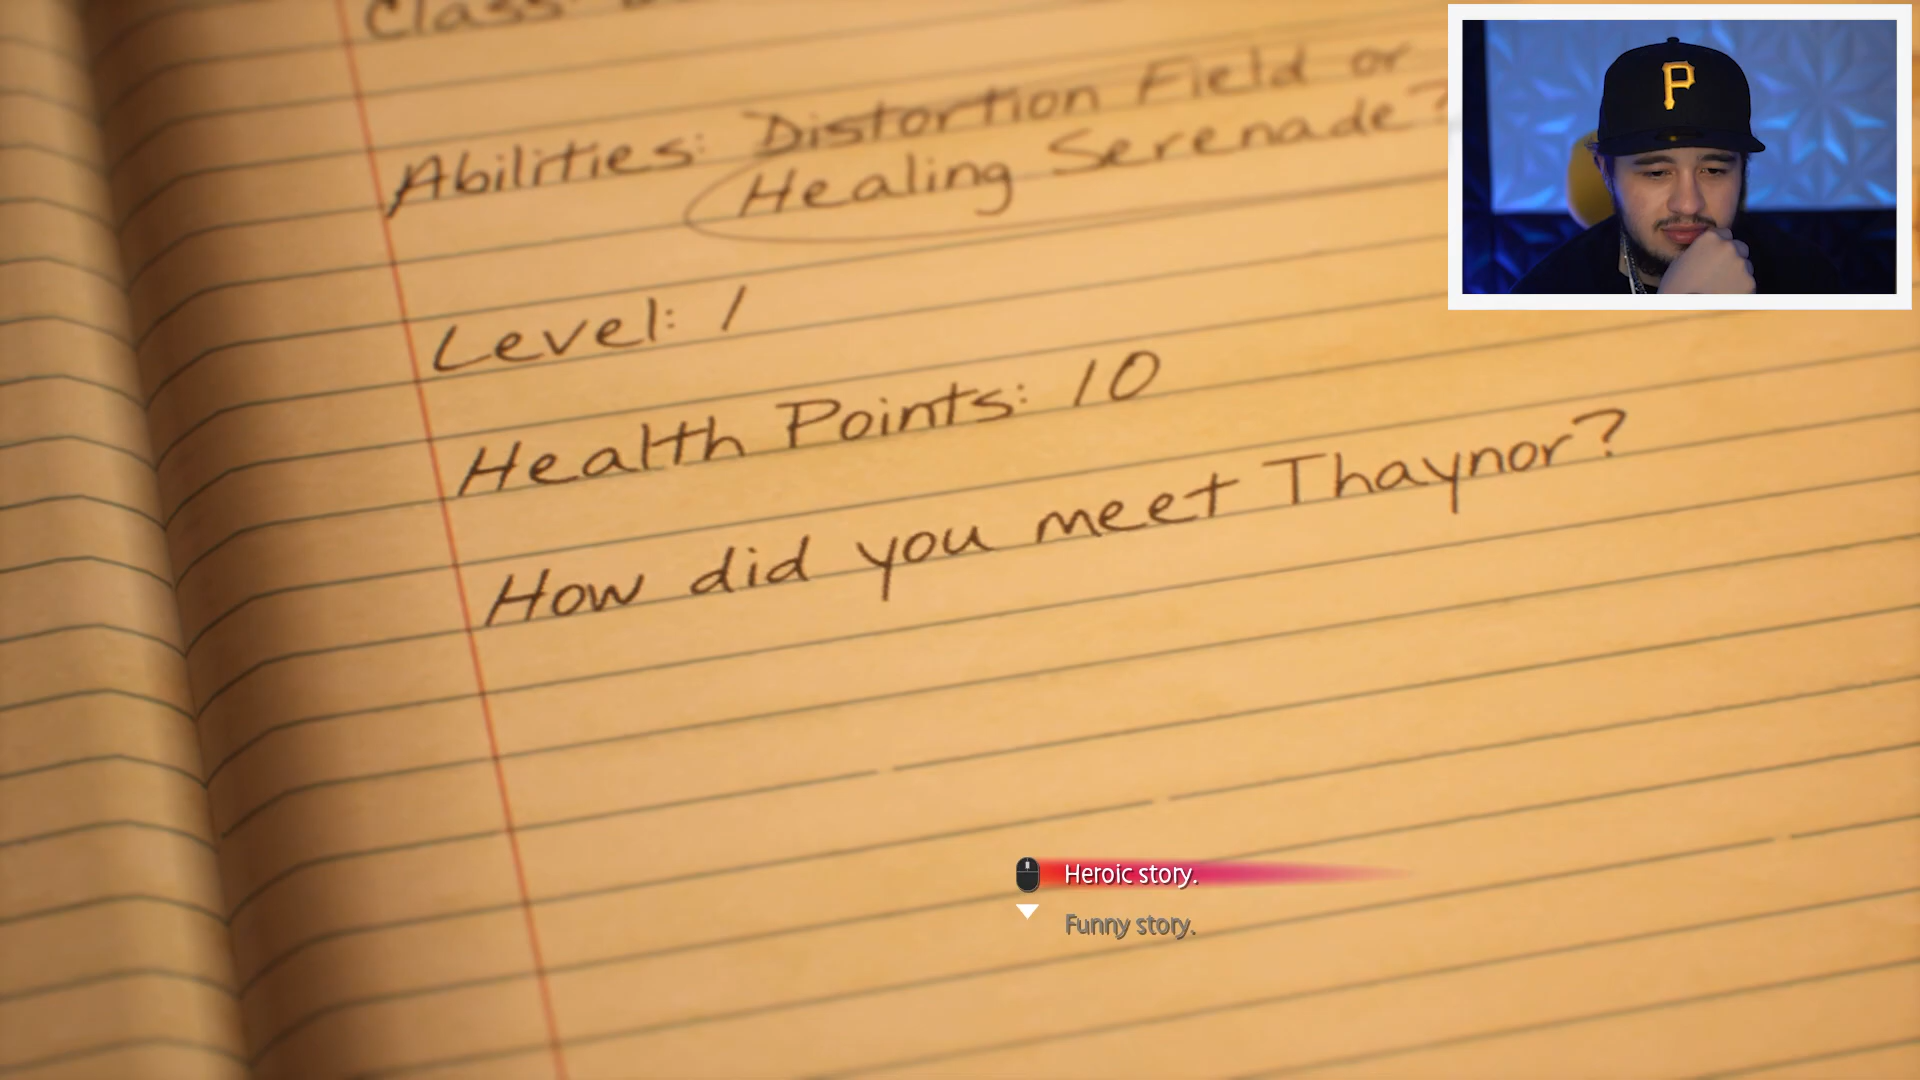 Class
Abilities: Distortion Field or
Healing Serenade?
Level: 1
Health Points: 10
How did you meet Thaynor?
Heroic story.
Funny story.
P